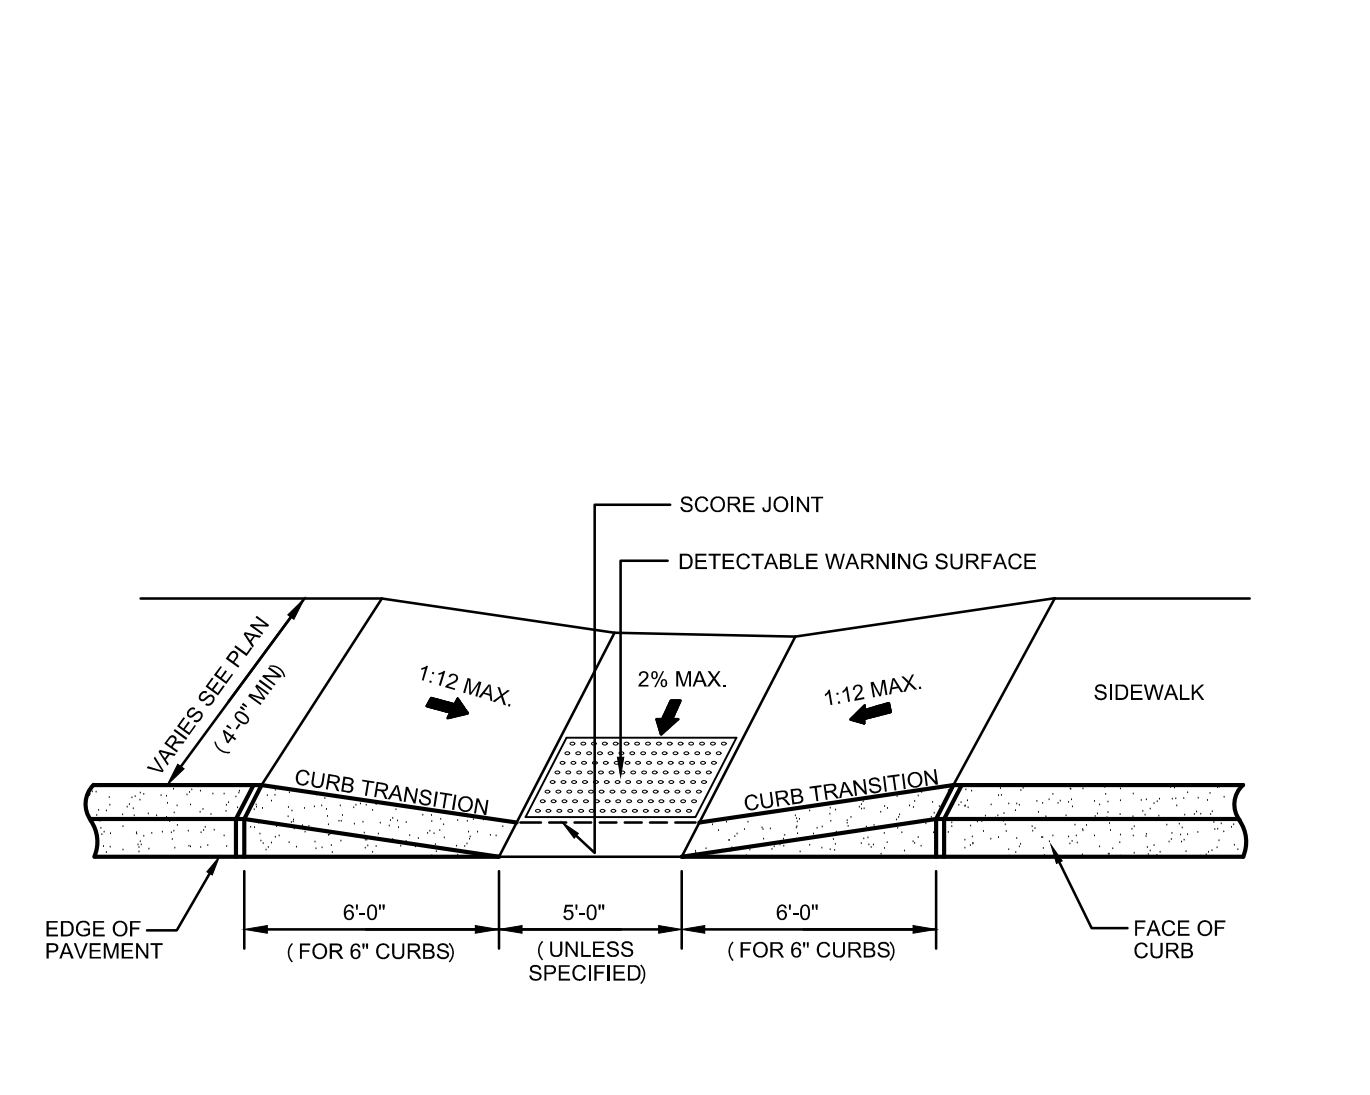 SCORE JOINT
DETECTABLE WARNING SURFACE
VARIES SEE PLAN
(4'-0" MIN)
1:12 MAX.
2% MAX.
1:12 MAX.
SIDEWALK
CURB TRANSITION
CURB TRANSITION
6'-0"
(FOR 6" CURBS)
5'-0"
(UNLESS
SPECIFIED)
6'-0"
(FOR 6" CURBS)
EDGE OF
PAVEMENT
FACE OF
CURB